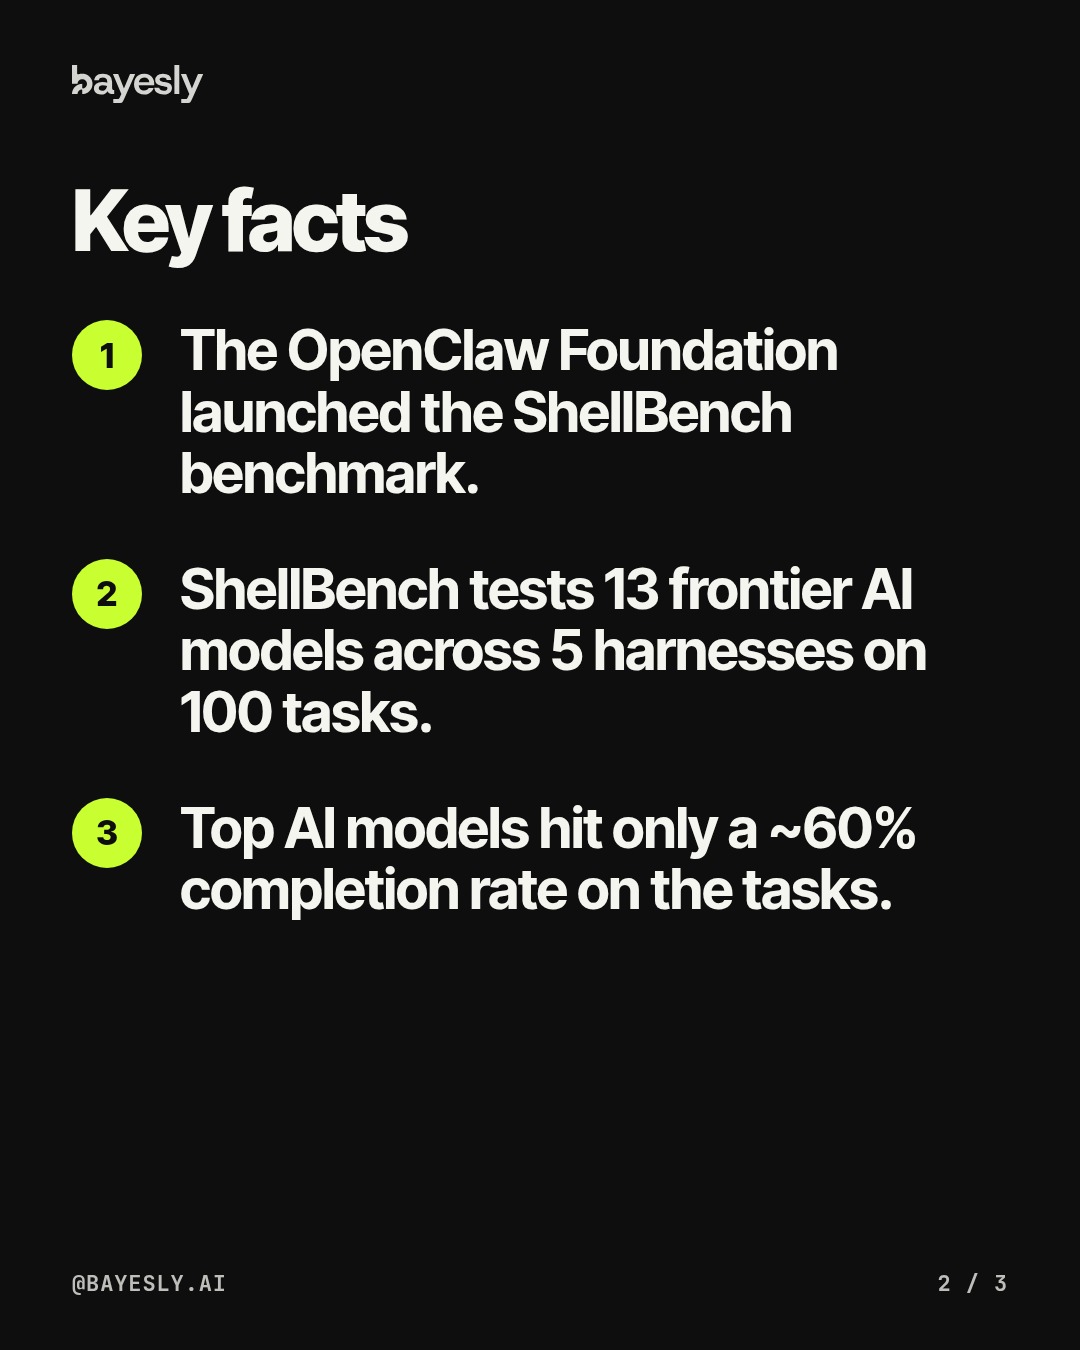 bayesly
Key facts
1
The OpenClaw Foundation
launched the ShellBench
benchmark.
2
ShellBench tests 13 frontier AI
models across 5 harnesses on
100 tasks.
3
Top AI models hit only a ~60%
completion rate on the tasks.
@BAYESLY.AI
2 / 3